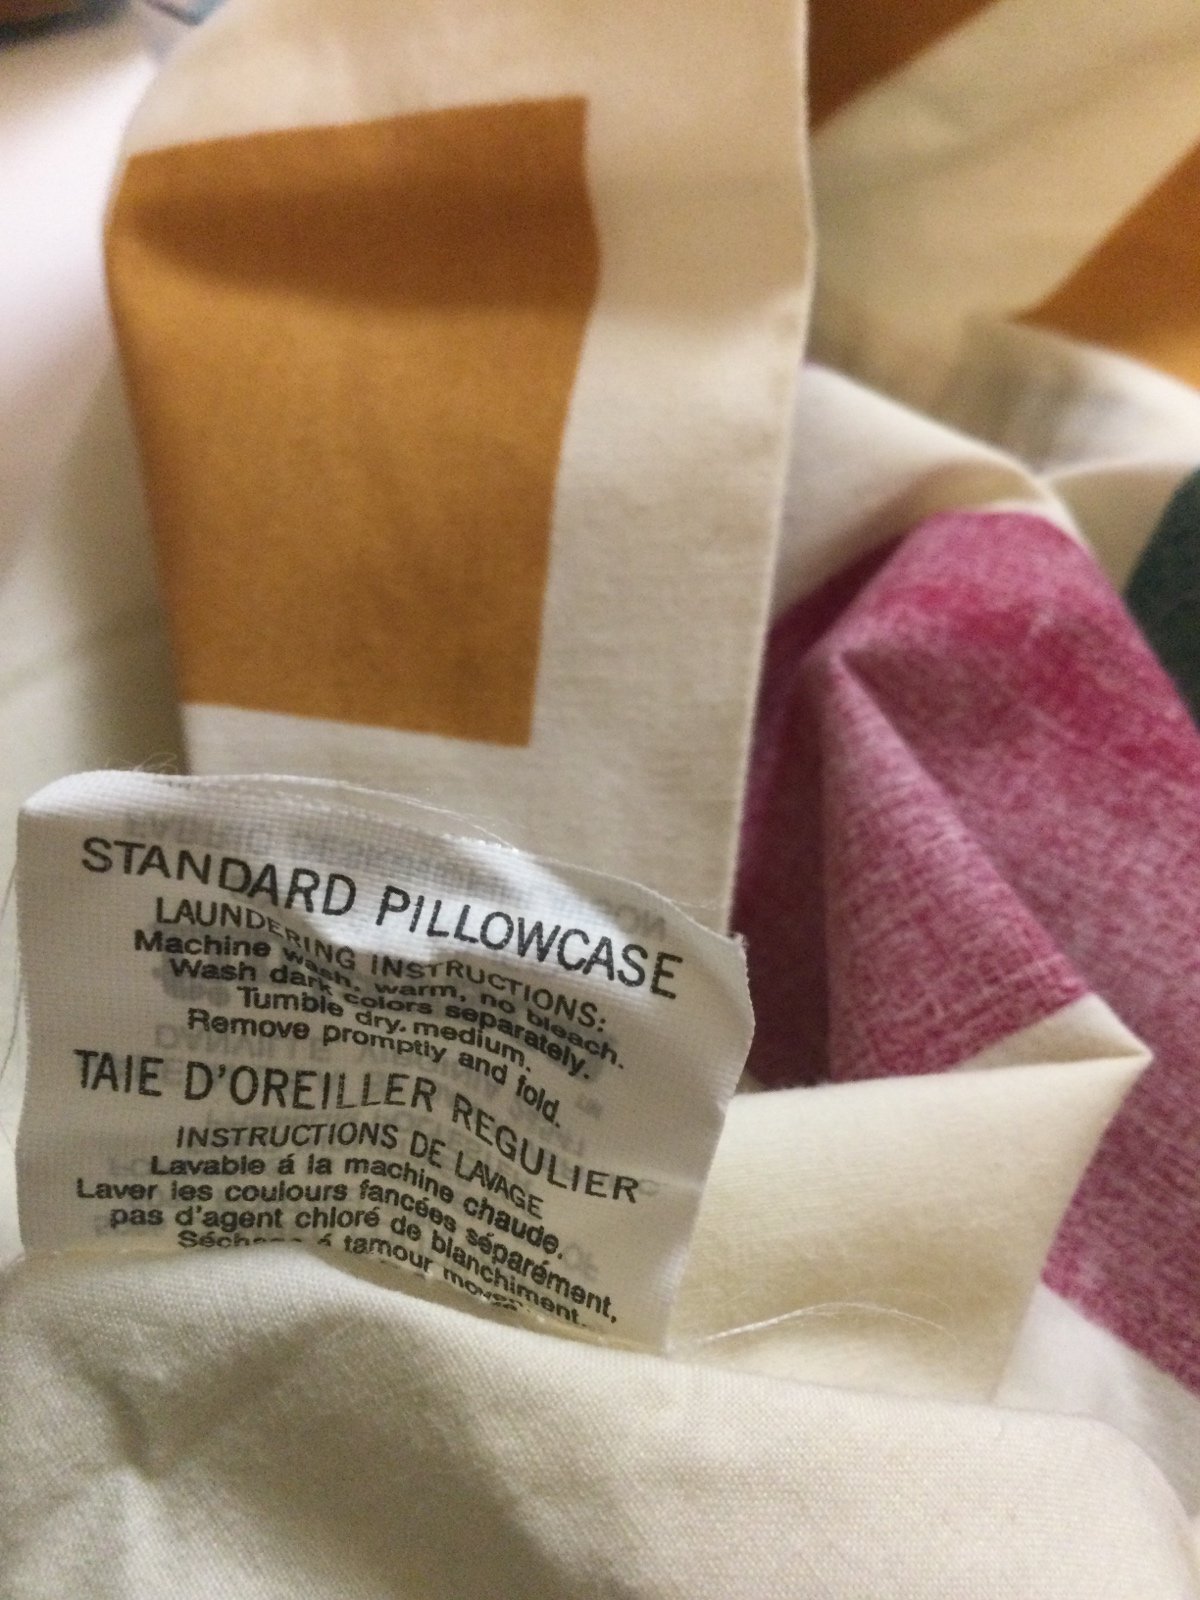 STANDARD PILLOWCASE
LAUNDERING INSTRUCTIONS:
Machine wash, warm, no bleach.
Wash dark colors separately.
Tumble dry, medium.
Remove promptly and fold.
TAIE D'OREILLER REGULIER
INSTRUCTIONS DE LAVAGE
Lavable á la machine chaude.
Laver les coulours fancées séparément,
pas d'agent chloré de blanchiment.
á tamour